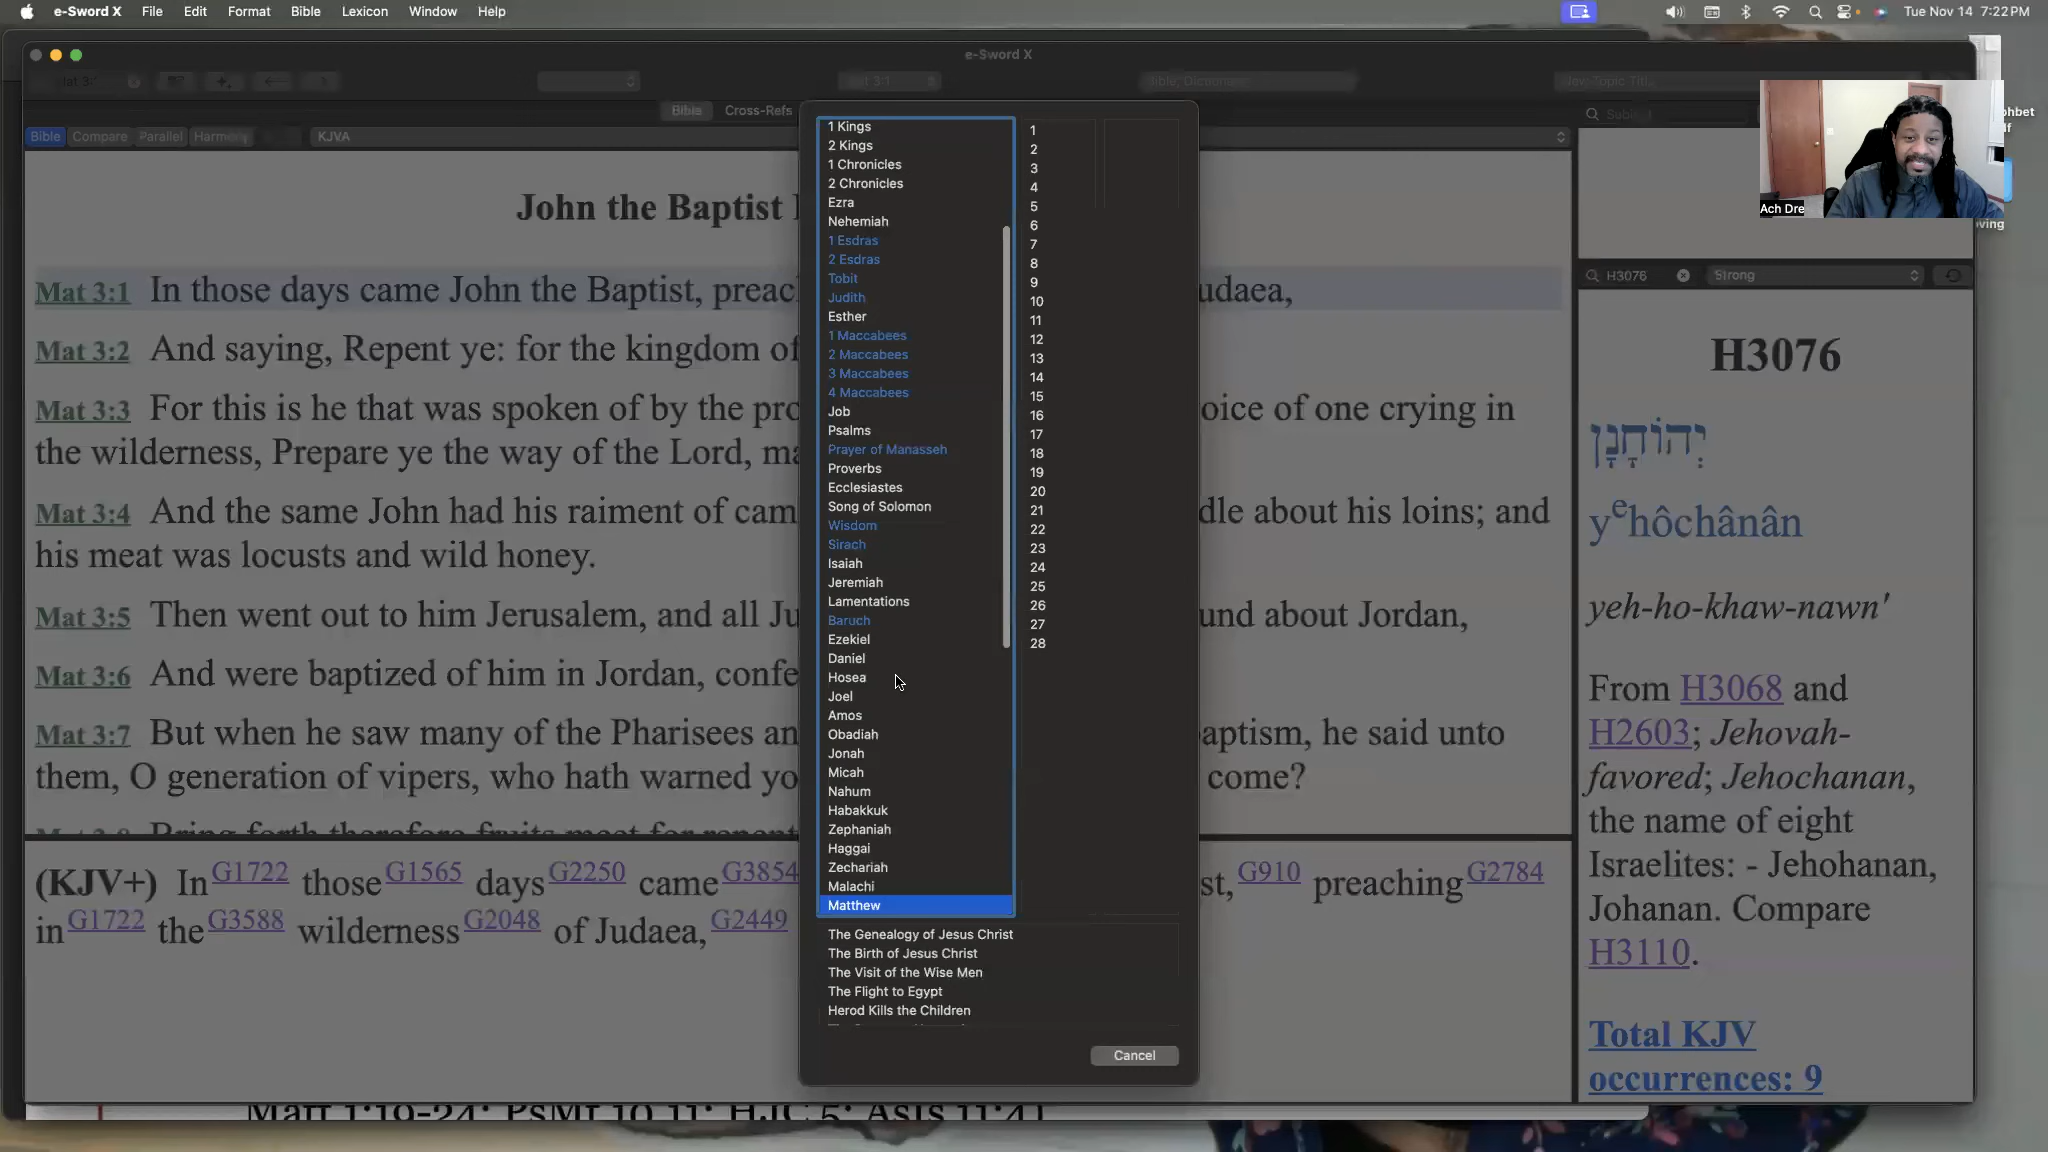 e-Sword X File Edit Format Bible Lexicon Window Help
Tue Nov 14 7:22 PM
e-Sword X
Bible Cross-Refs
Bible Compare Parallel Harmony KJVA
John the Baptist
Mat 3:1 In those days came John the Baptist, udaea,
Mat 3:2 And saying, Repent ye: for the kingdom of
Mat 3:3 For this is he that was spoken of by the oice of one crying in
the wilderness, Prepare ye the way of the Lord,
Mat 3:4 And the same John had his raiment of dle about his loins; and
his meat was locusts and wild honey.
Mat 3:5 Then went out to him Jerusalem, and all und about Jordan,
Mat 3:6 And were baptized of him in Jordan,
Mat 3:7 But when he saw many of the Pharisees aptism, he said unto
them, O generation of vipers, who hath warned come?
(KJV+) In G1722 those G1565 days G2250 came G3854 st, G910 preaching G2784
in G1722 the G3588 wilderness G2048 of Judaea, G2449
1 Kings
2 Kings
1 Chronicles
2 Chronicles
Ezra
Nehemiah
1 Esdras
2 Esdras
Tobit
Judith
Esther
1 Maccabees
2 Maccabees
3 Maccabees
4 Maccabees
Job
Psalms
Prayer of Manasseh
Proverbs
Ecclesiastes
Song of Solomon
Wisdom
Sirach
Isaiah
Jeremiah
Lamentations
Baruch
Ezekiel
Daniel
Hosea
Joel
Amos
Obadiah
Jonah
Micah
Nahum
Habakkuk
Zephaniah
Haggai
Zechariah
Malachi
Matthew
1
2
3
4
5
6
7
8
9
10
11
12
13
14
15
16
17
18
19
20
21
22
23
24
25
26
27
28
The Genealogy of Jesus Christ
The Birth of Jesus Christ
The Visit of the Wise Men
The Flight to Egypt
Herod Kills the Children
Cancel
Ach Dre
H3076 Strong
H3076
יְהוֹחָנָן
yᵉhôchânân
yeh-ho-khaw-nawn'
From H3068 and
H2603; Jehovah-
favored; Jehochanan,
the name of eight
Israelites: - Jehohanan,
Johanan. Compare
H3110.
Total KJV
occurrences: 9